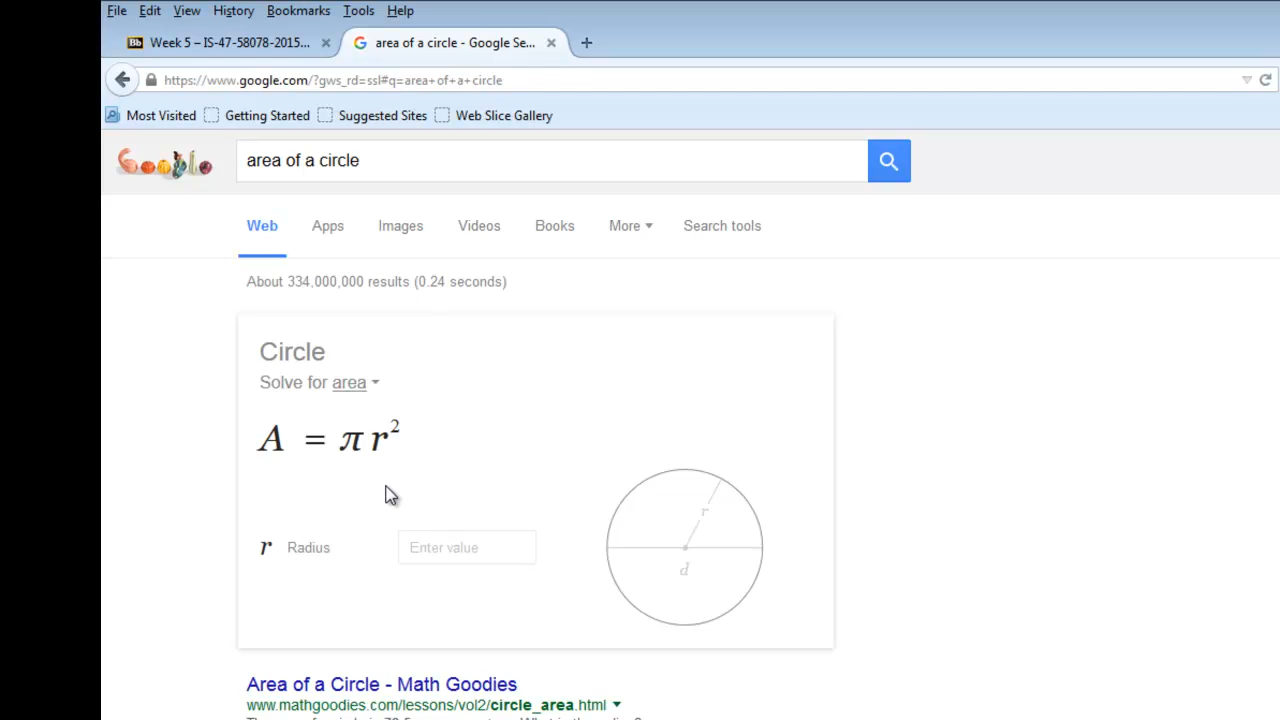 File Edit View History Bookmarks Tools Help
Week 5 – IS-47-58078-2015...
area of a circle - Google Se...
https://www.google.com/?gws_rd=ssl#q=area+of+a+circle
Most Visited Getting Started Suggested Sites Web Slice Gallery
Google area of a circle
Web Apps Images Videos Books More Search tools
About 334,000,000 results (0.24 seconds)
Circle
Solve for area
A = π r²
r
r Radius Enter value
d
Area of a Circle - Math Goodies
www.mathgoodies.com/lessons/vol2/circle_area.html